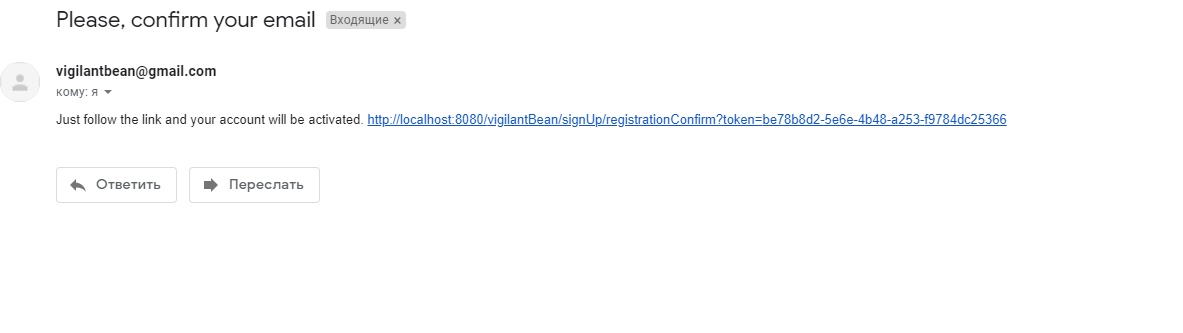 Please, confirm your email Входящие ×
vigilantbean@gmail.com
кому: я
Just follow the link and your account will be activated. http://localhost:8080/vigilantBean/signUp/registrationConfirm?token=be78b8d2-5e6e-4b48-a253-f9784dc25366
Ответить Переслать